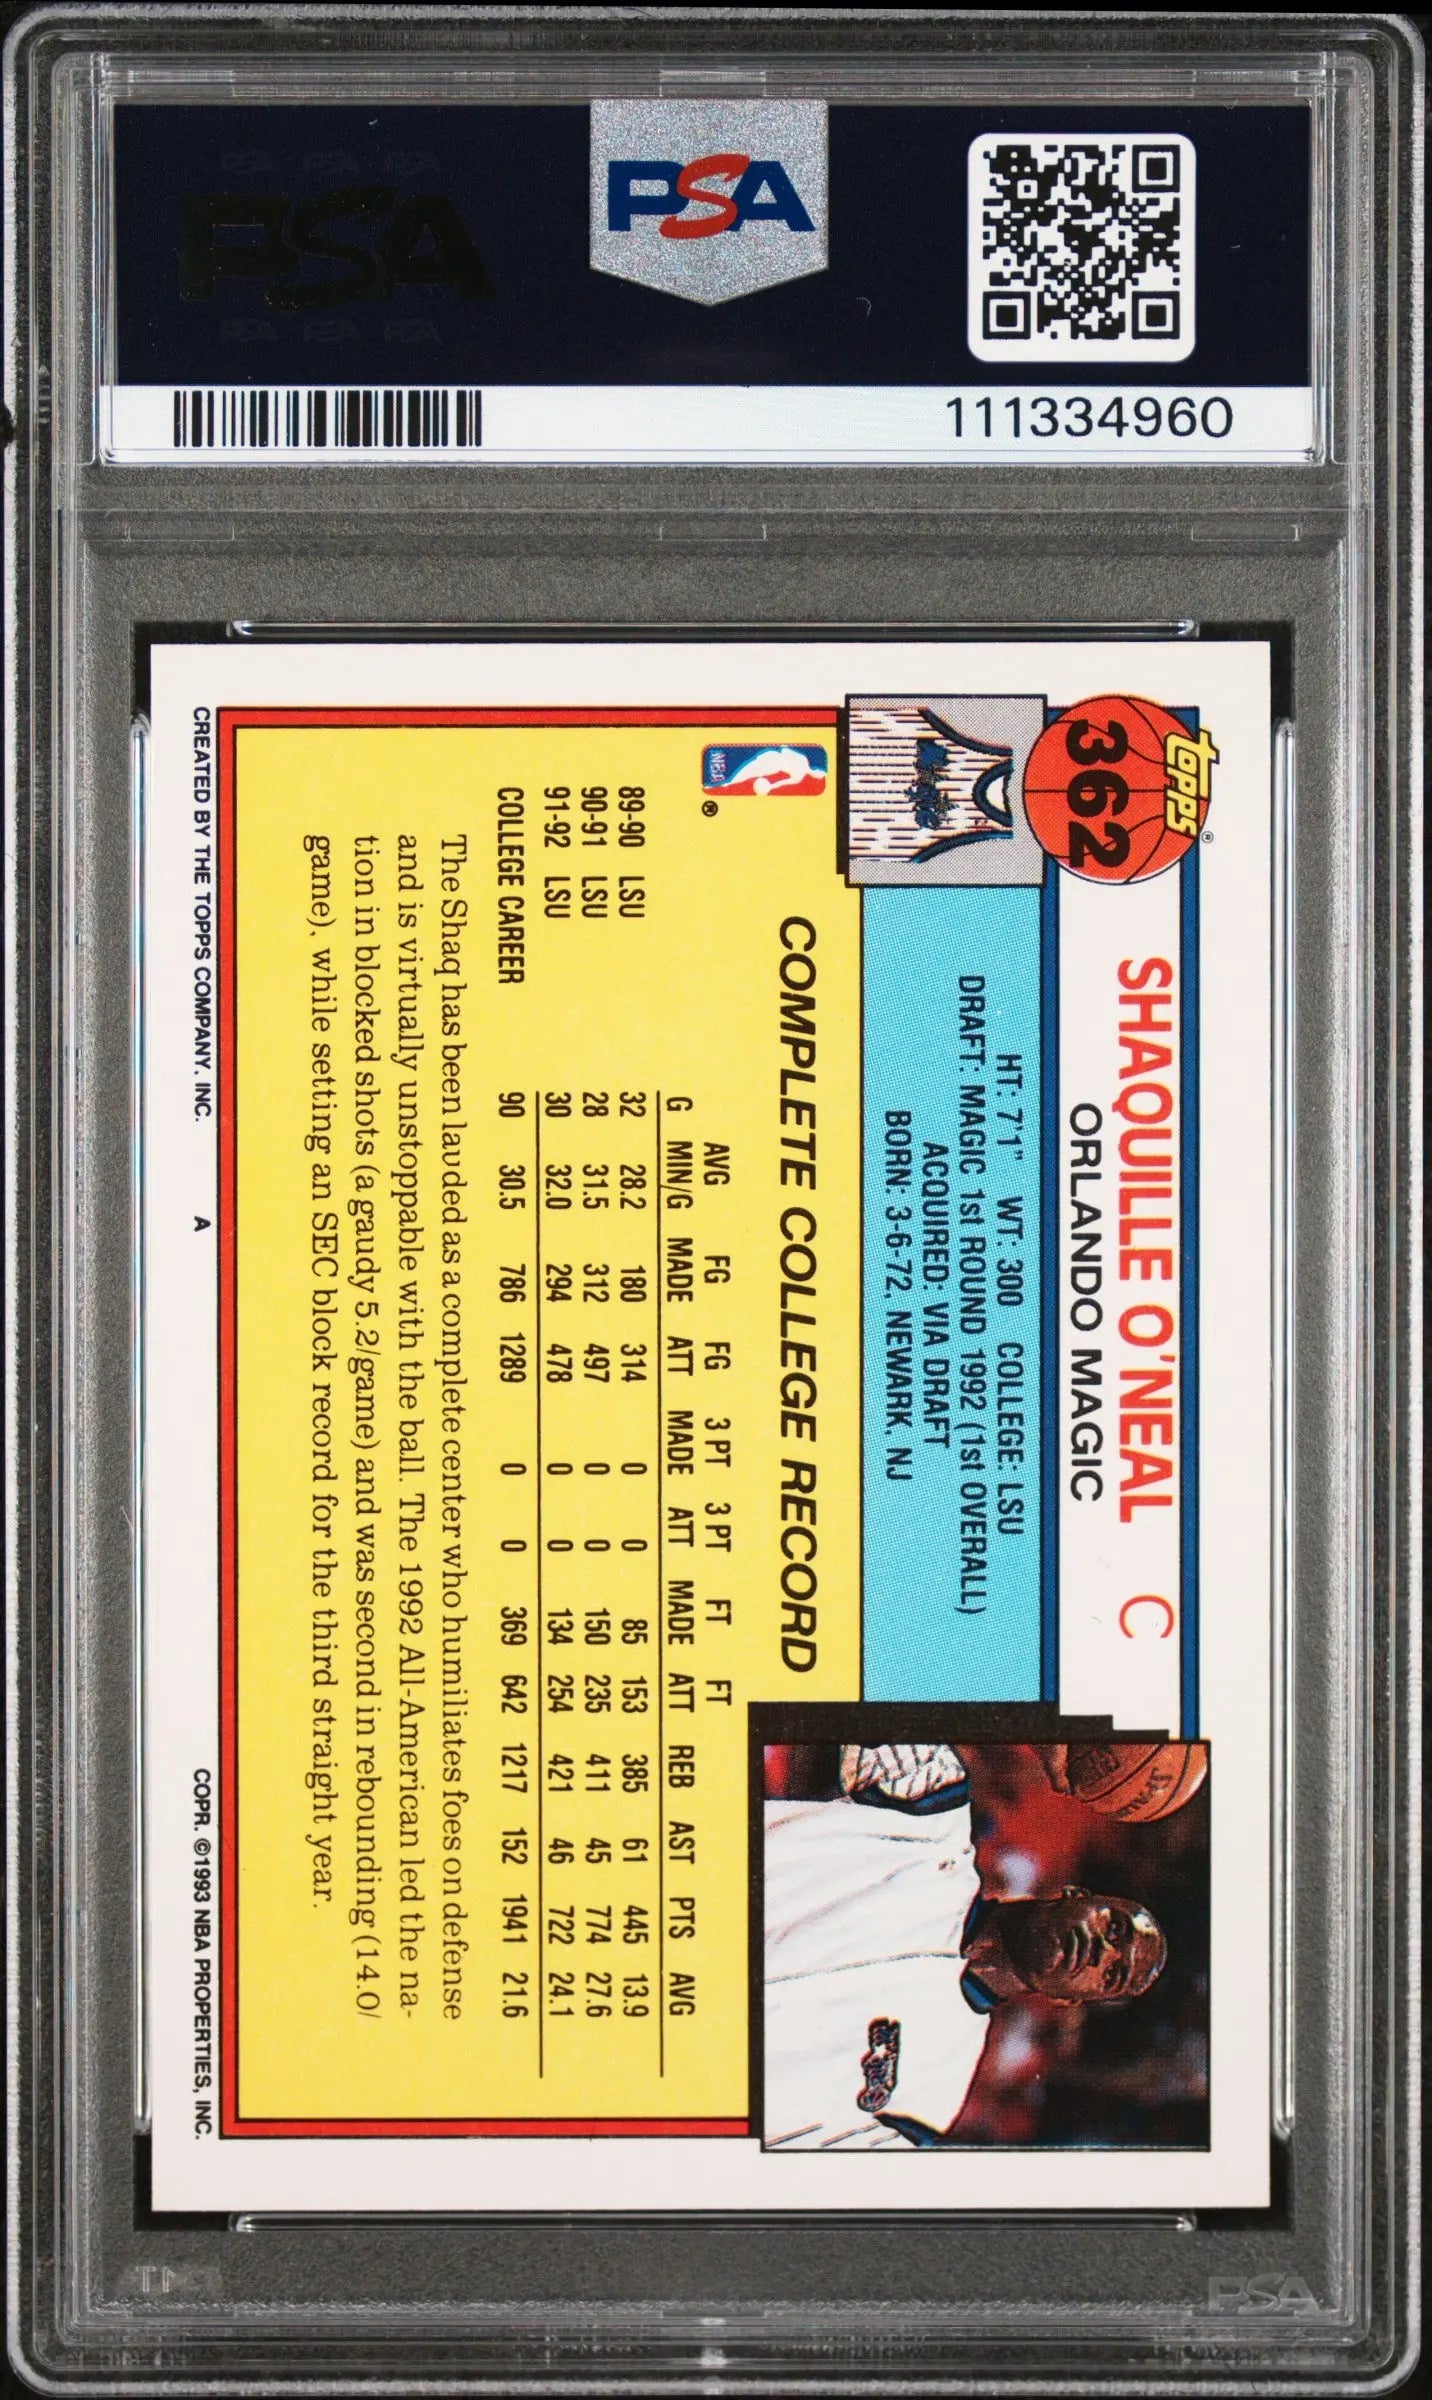 PSA
PSA
111334960
topps®
362
SHAQUILLE O'NEAL C
ORLANDO MAGIC
HT: 7'1" WT: 300 COLLEGE: LSU
DRAFT: MAGIC 1st ROUND 1992 (1st OVERALL)
ACQUIRED: VIA DRAFT
BORN: 3-6-72, NEWARK, NJ
NBA ®
COMPLETE COLLEGE RECORD
AVG FG FG 3 PT 3 PT FT FT
G MIN/G MADE ATT MADE ATT MADE ATT REB AST PTS AVG
89-90 LSU 32 28.2 180 314 0 0 85 153 385 61 445 13.9
90-91 LSU 28 31.5 312 497 0 0 150 235 411 45 774 27.6
91-92 LSU 30 32.0 294 478 0 0 134 254 421 46 722 24.1
COLLEGE CAREER 90 30.5 786 1289 0 0 369 642 1217 152 1941 21.6
The Shaq has been lauded as a complete center who humiliates foes on defense
and is virtually unstoppable with the ball. The 1992 All-American led the na-
tion in blocked shots (a gaudy 5.2/game) and was second in rebounding (14.0/
game), while setting an SEC block record for the third straight year.
CREATED BY THE TOPPS COMPANY, INC. A COPR. ©1993 NBA PROPERTIES, INC.
PSA